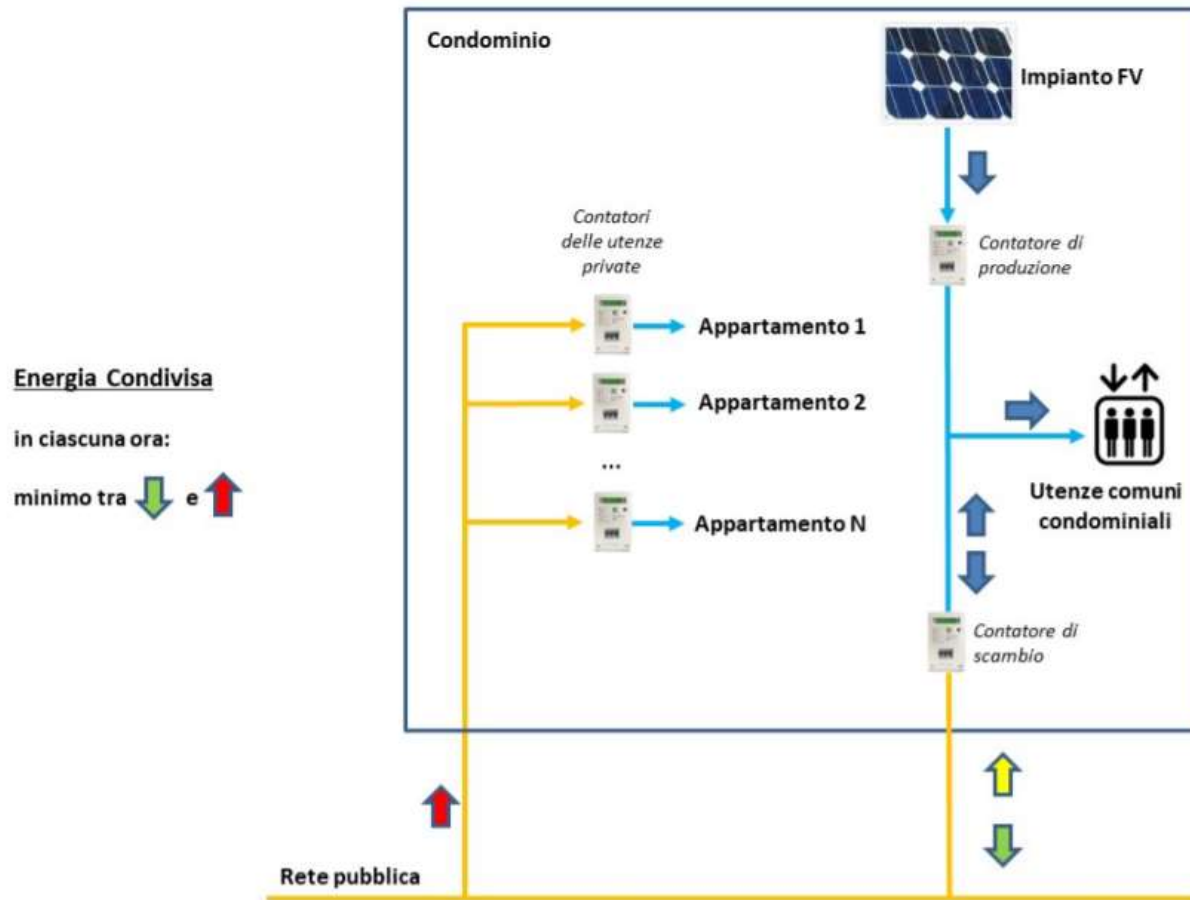 Condominio
Impianto FV
Contatori
delle utenze
private
Contatore di
produzione
Appartamento 1
Energia Condivisa
Appartamento 2
in ciascuna ora:
...
minimo tra e
Utenze comuni
condominiali
Appartamento N
Contatore di
scambio
Rete pubblica